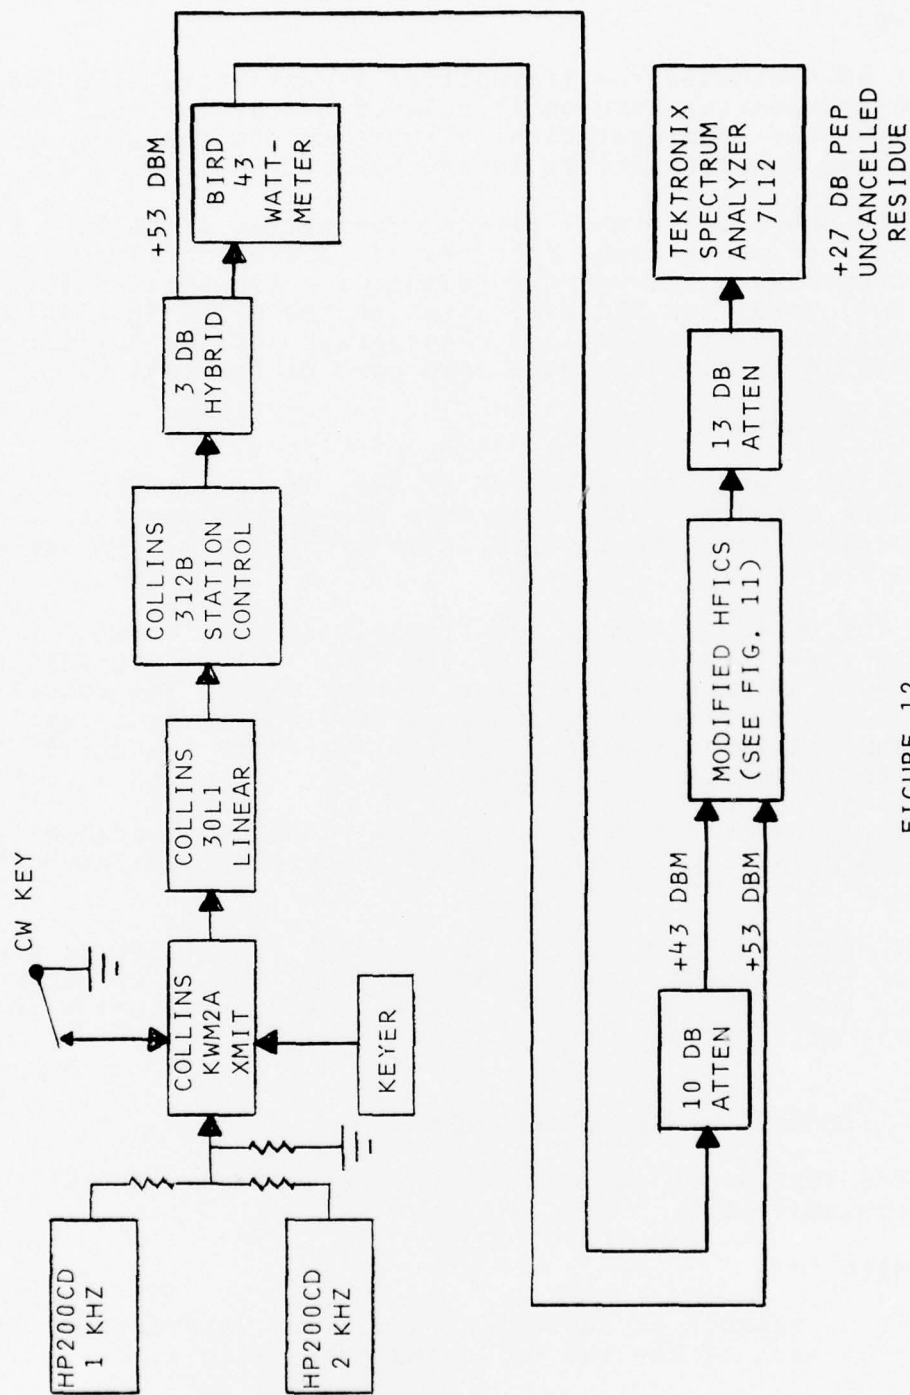 HP200CD
1 KHZ
HP200CD
2 KHZ
CW KEY
COLLINS
KWM2A
XMIT
KEYER
COLLINS
30L1
LINEAR
COLLINS
312B
STATION
CONTROL
3 DB
HYBRID
+53 DBM
BIRD
43
WATT-
METER
10 DB
ATTEN
+43 DBM
+53 DBM
MODIFIED HFICS
(SEE FIG. 11)
13 DB
ATTEN
TEKTRONIX
SPECTRUM
ANALYZER
7L12
+27 DB PEP
UNCANCELLED
RESIDUE
FIGURE 12